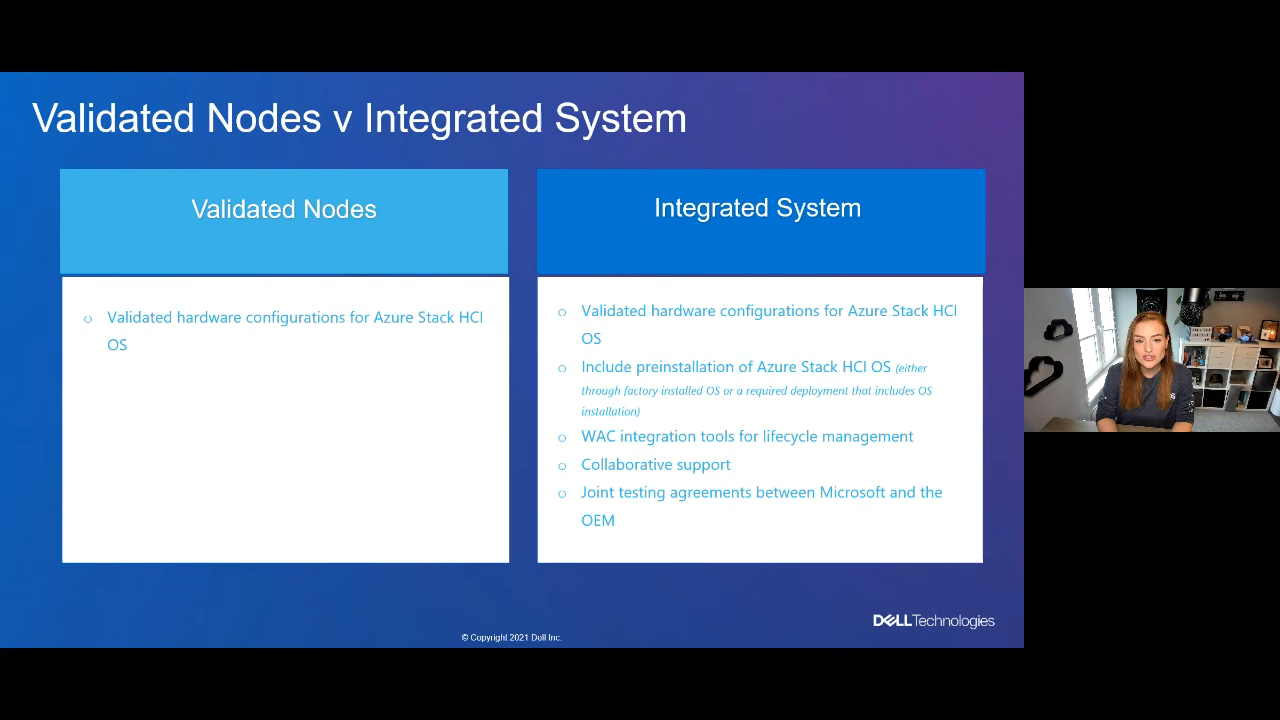 Validated Nodes v Integrated System
Validated Nodes
○ Validated hardware configurations for Azure Stack HCI
OS
Integrated System
○ Validated hardware configurations for Azure Stack HCI
OS
○ Include preinstallation of Azure Stack HCI OS (either
through factory installed OS or a required deployment that includes OS
installation)
○ WAC integration tools for lifecycle management
○ Collaborative support
○ Joint testing agreements between Microsoft and the
OEM
DELLTechnologies
© Copyright 2021 Dell Inc.